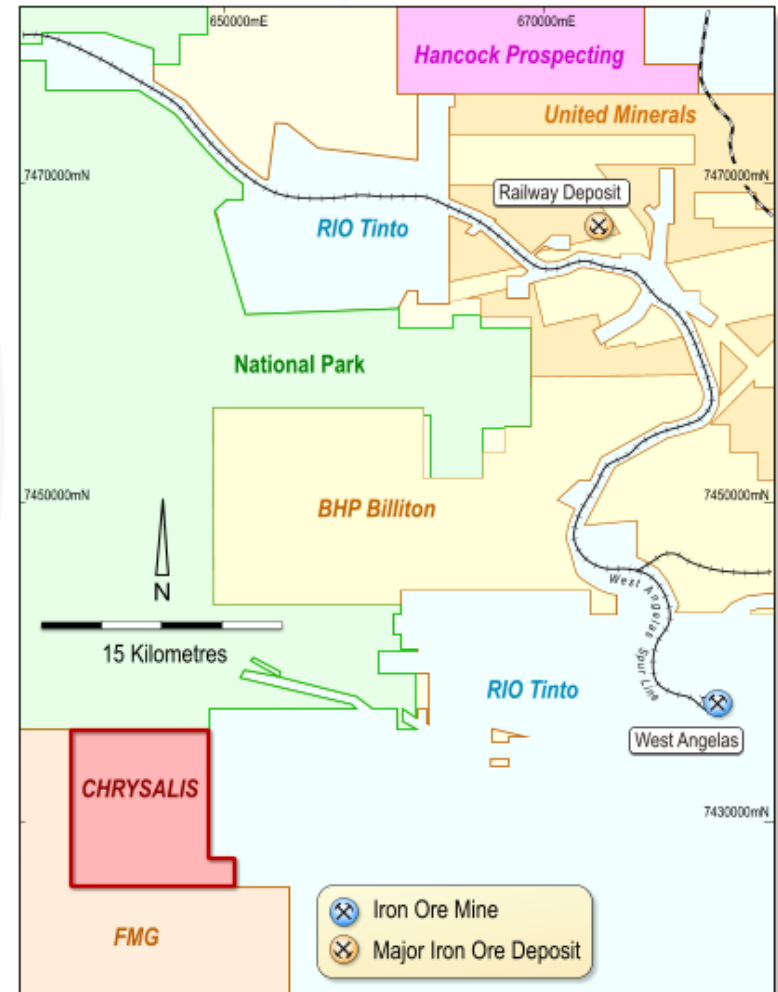 650000mE
670000mE
Hancock Prospecting
United Minerals
7470000mN
7470000mN
Railway Deposit
RIO Tinto
National Park
7450000mN
7450000mN
BHP Billiton
N
West Angelas Spur Line
15 Kilometres
RIO Tinto
West Angelas
CHRYSALIS
7430000mN
Iron Ore Mine
FMG
Major Iron Ore Deposit